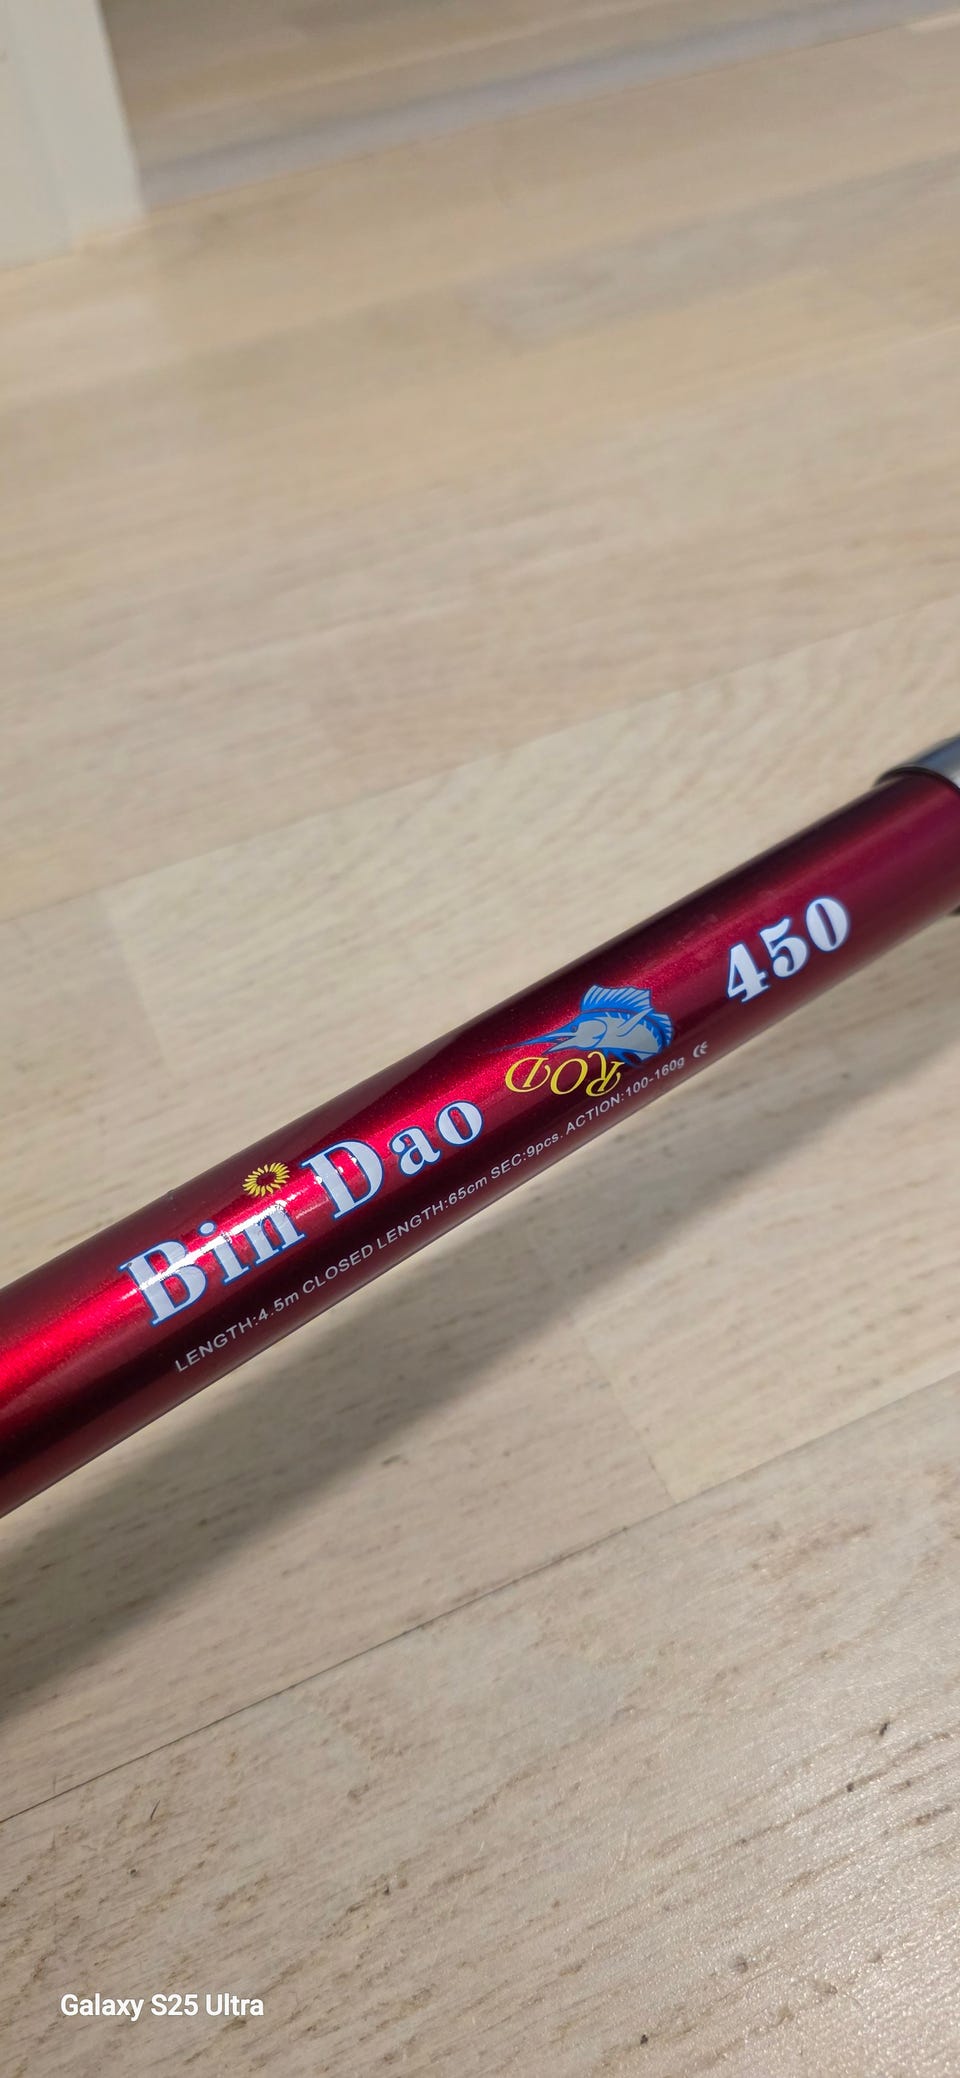 Bin Dao
ROD
450
LENGTH:4.5m CLOSED LENGTH:65cm SEC:9pcs. ACTION:100-160g CE
Galaxy S25 Ultra